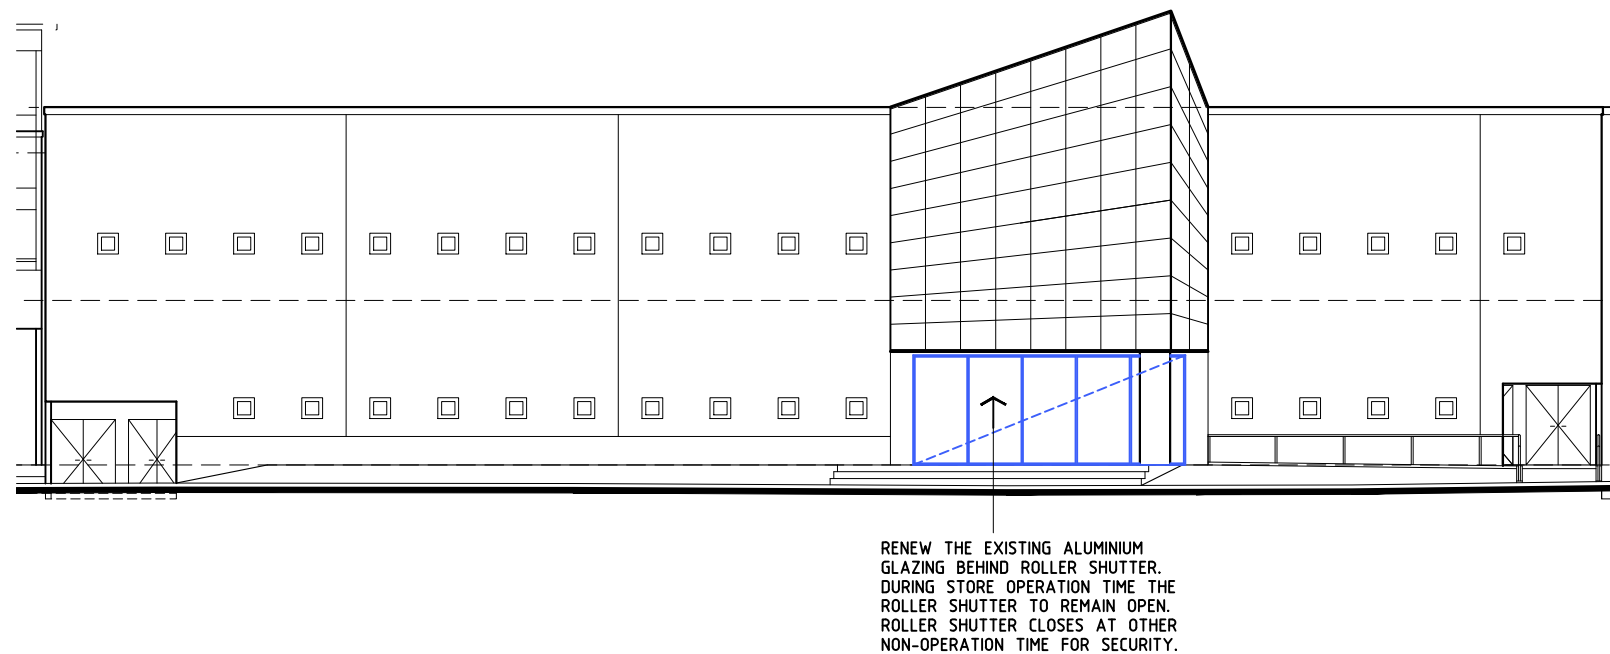 RENEW THE EXISTING ALUMINIUM
GLAZING BEHIND ROLLER SHUTTER.
DURING STORE OPERATION TIME THE
ROLLER SHUTTER TO REMAIN OPEN.
ROLLER SHUTTER CLOSES AT OTHER
NON-OPERATION TIME FOR SECURITY.